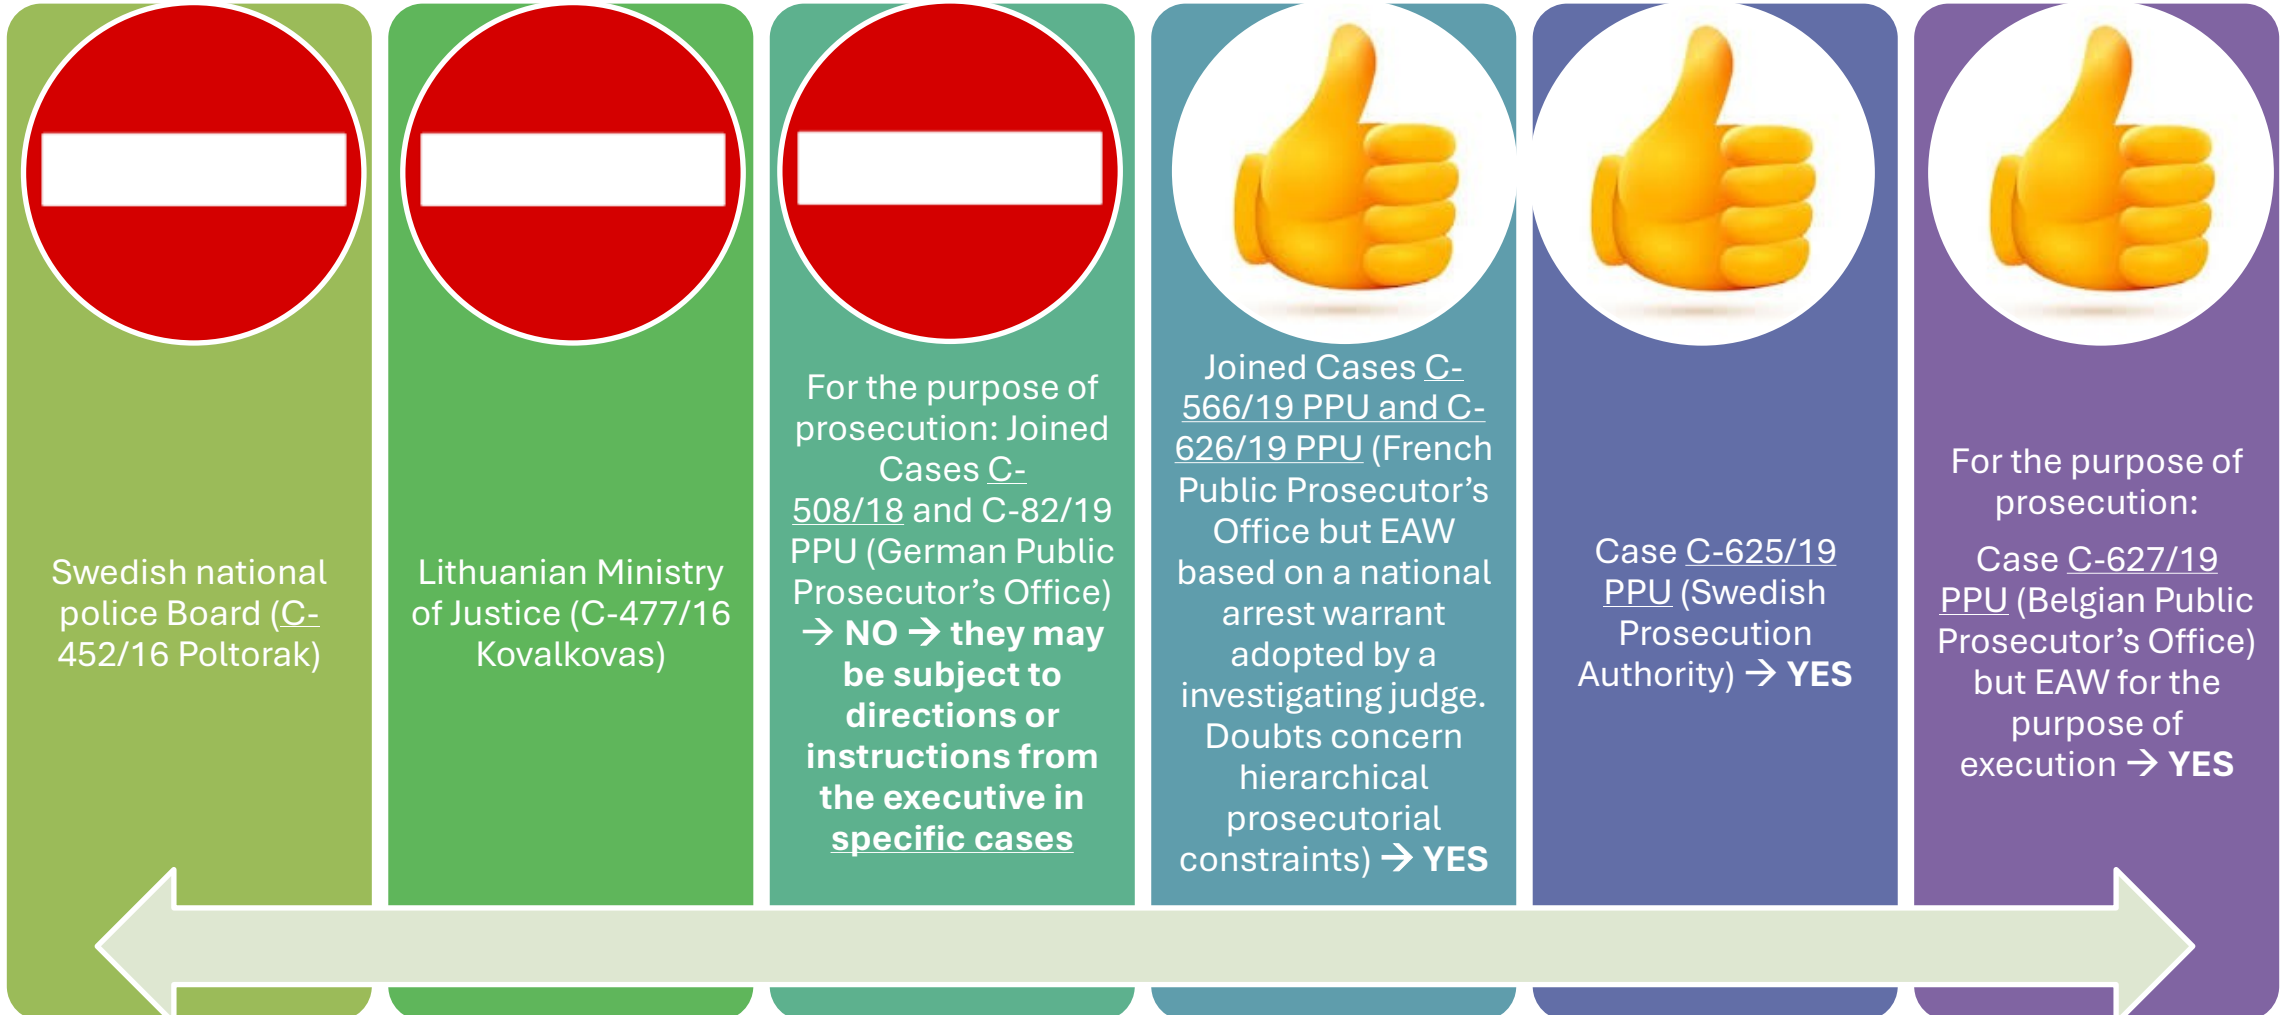 Swedish national
police Board (C-
452/16 Poltorak)
Lithuanian Ministry
of Justice (C-477/16
Kovalkovas)
For the purpose of
prosecution: Joined
Cases C-
508/18 and C-82/19
PPU (German Public
Prosecutor’s Office)
→ NO → they may
be subject to
directions or
instructions from
the executive in
specific cases
Joined Cases C-
566/19 PPU and C-
626/19 PPU (French
Public Prosecutor’s
Office but EAW
based on a national
arrest warrant
adopted by a
investigating judge.
Doubts concern
hierarchical
prosecutorial
constraints) → YES
Case C-625/19
PPU (Swedish
Prosecution
Authority) → YES
For the purpose of
prosecution:
Case C-627/19
PPU (Belgian Public
Prosecutor’s Office)
but EAW for the
purpose of
execution → YES